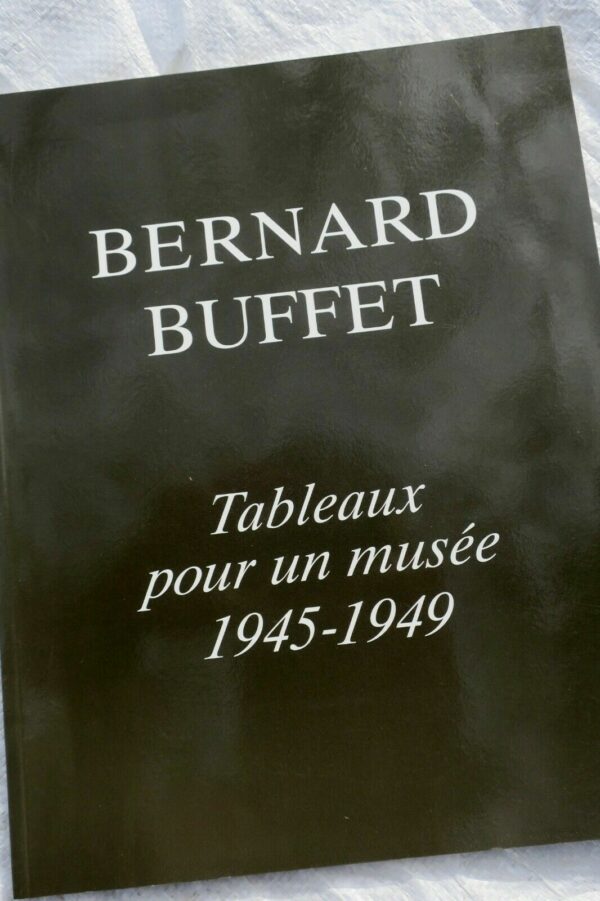 BERNARD
BUFFET
Tableaux
pour un musée
1945-1949